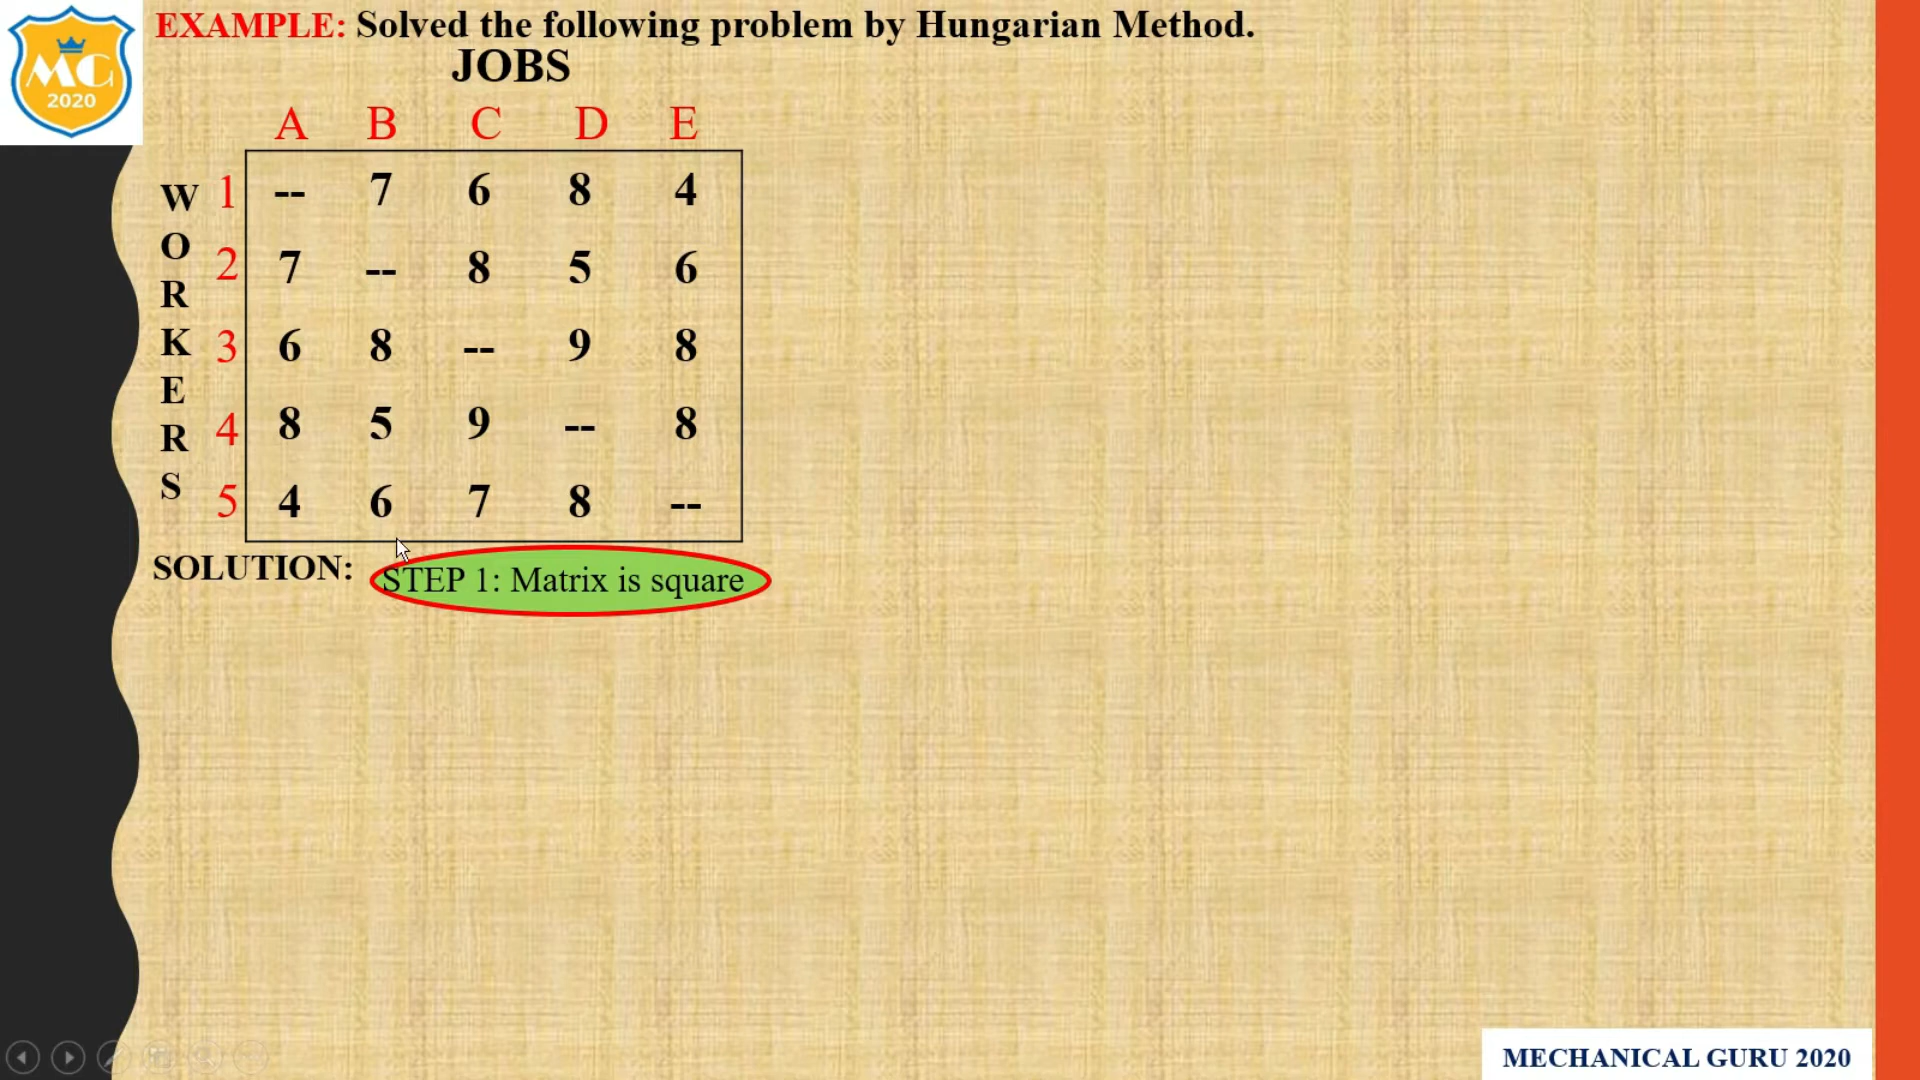 MG
2020
EXAMPLE: Solved the following problem by Hungarian Method.
JOBS
A B C D E
WORKERS
1 -- 7 6 8 4
2 7 -- 8 5 6
3 6 8 -- 9 8
4 8 5 9 -- 8
5 4 6 7 8 --
SOLUTION: STEP 1: Matrix is square
MECHANICAL GURU 2020